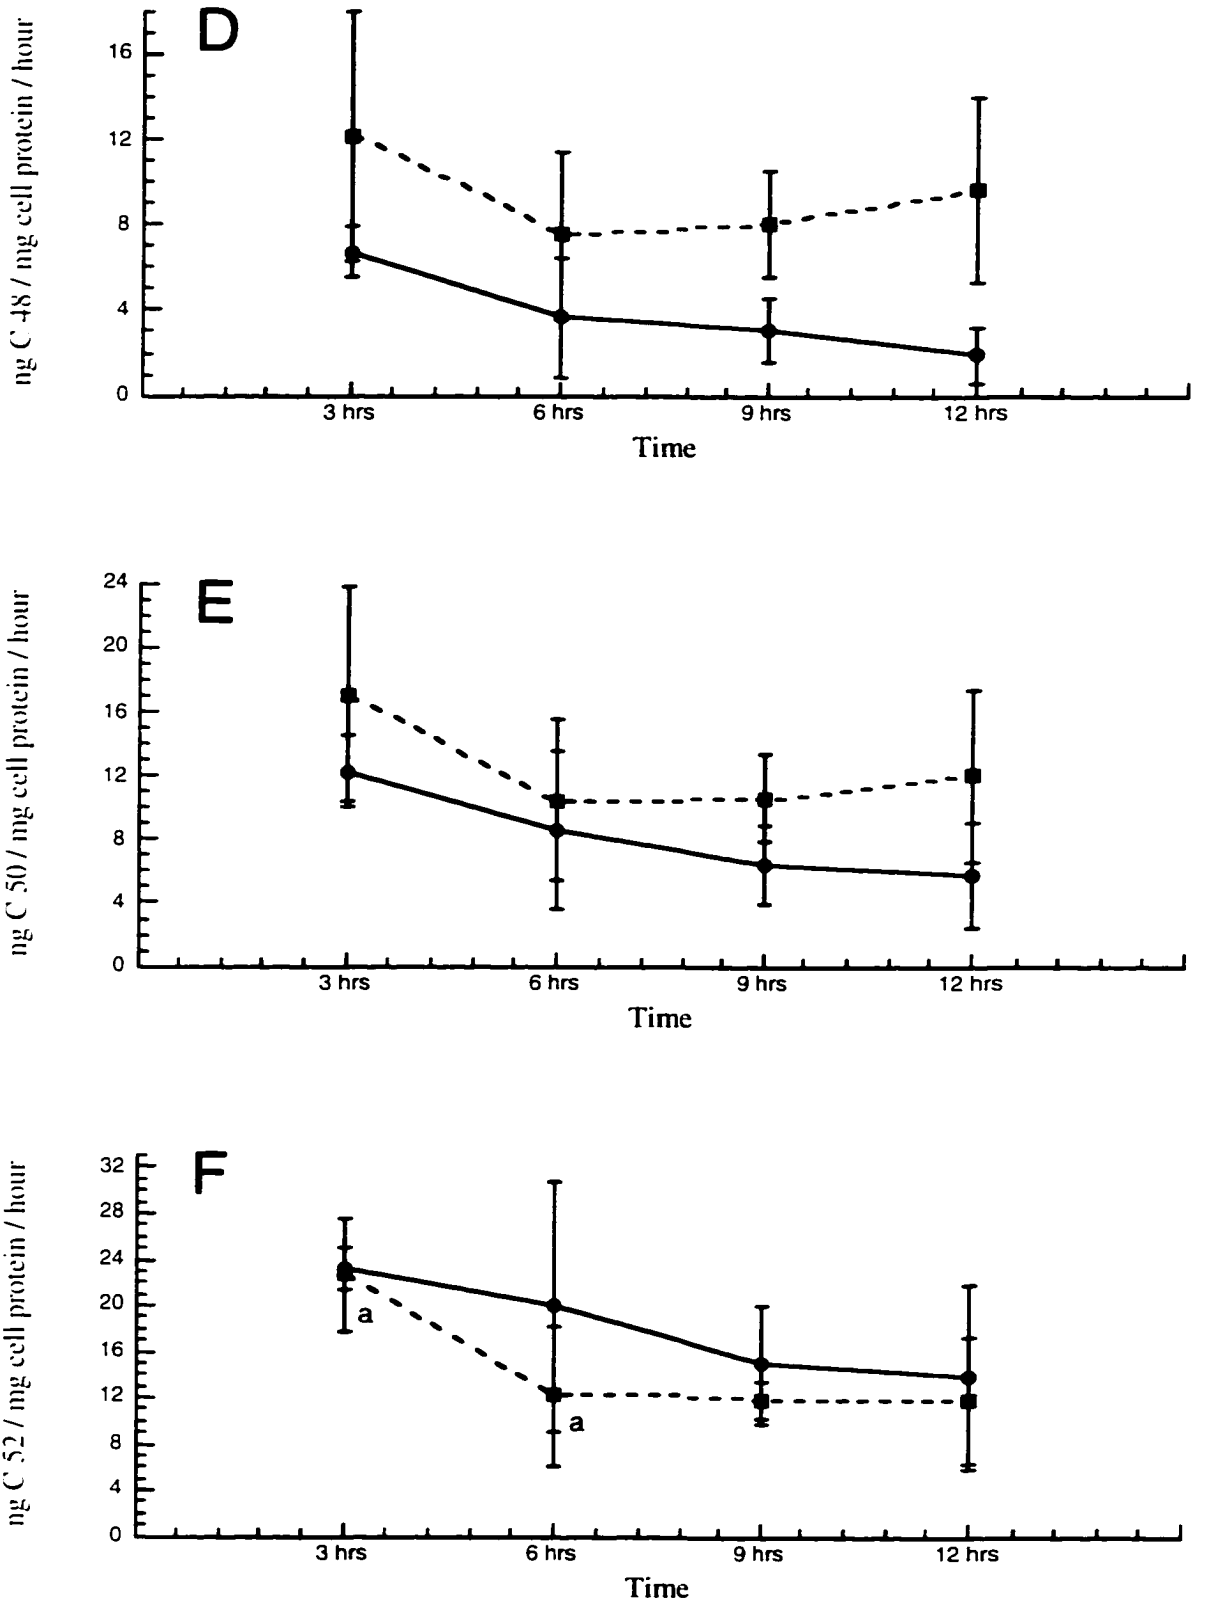 D
ng C 48 / mg cell protein / hour
16
12
8
4
0
3 hrs 6 hrs 9 hrs 12 hrs
Time
E
ng C 50 / mg cell protein / hour
24
20
16
12
8
4
0
3 hrs 6 hrs 9 hrs 12 hrs
Time
F
ng C 52 / mg cell protein / hour
32
28
24
20
16
12
8
4
0
a
a
3 hrs 6 hrs 9 hrs 12 hrs
Time